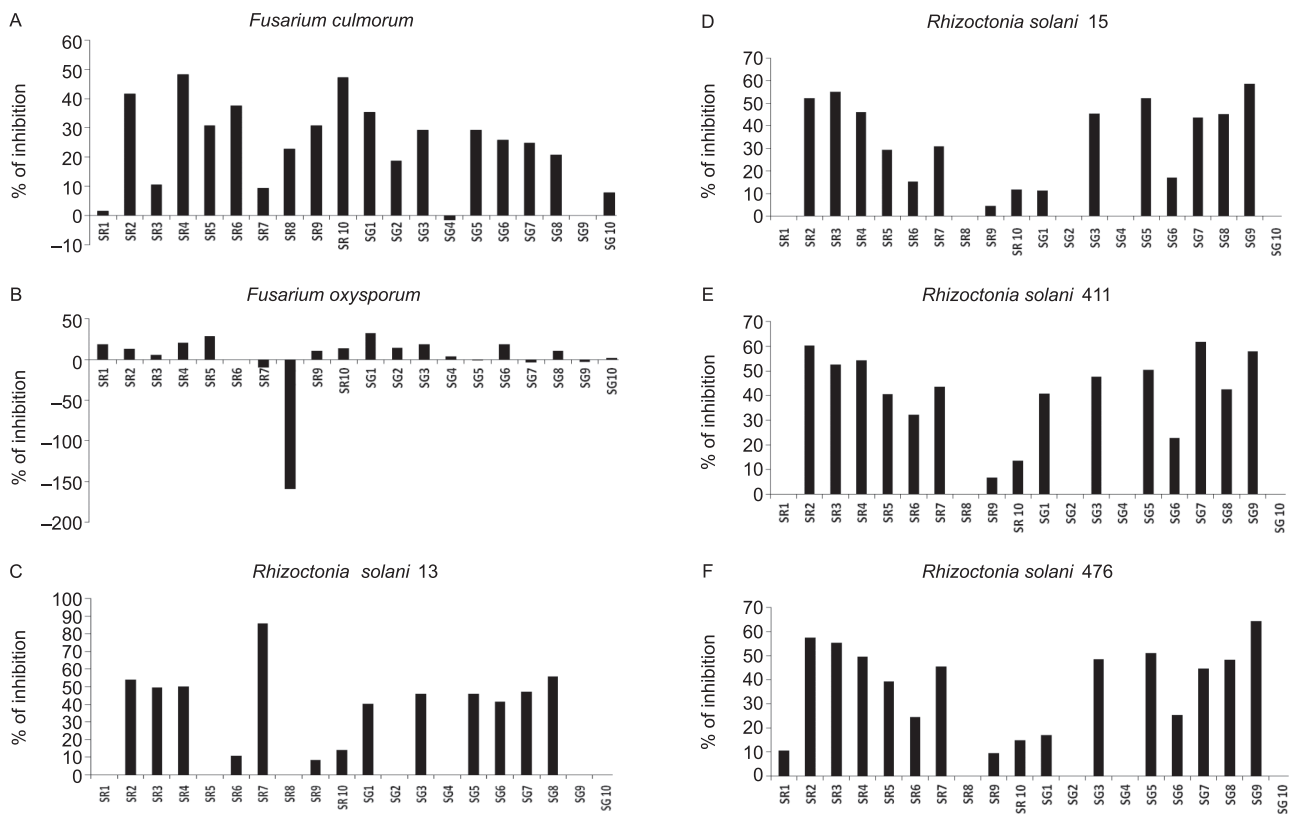 A
Fusarium culmorum
% of inhibition
60
50
40
30
20
10
0
–10
SR1 SR2 SR3 SR4 SR5 SR6 SR7 SR8 SR9 SR 10 SG1 SG2 SG3 SG4 SG5 SG6 SG7 SG8 SG9 SG 10
B
Fusarium oxysporum
% of inhibition
50
0
–50
–100
–150
–200
SR1 SR2 SR3 SR4 SR5 SR6 SR7 SR9 SR10 SG1 SG2 SG3 SG4 SG5 SG6 SG7 SG8 SG9 SG10
C
Rhizoctonia solani 13
% of inhibition
100
90
80
70
60
50
40
30
20
10
0
SR1 SR2 SR3 SR4 SR5 SR6 SR7 SR8 SR9 SR 10 SG1 SG2 SG3 SG4 SG5 SG6 SG7 SG8 SG9 SG 10
D
Rhizoctonia solani 15
% of inhibition
70
60
50
40
30
20
10
0
SR1 SR2 SR3 SR4 SR5 SR6 SR7 SR8 SR9 SR 10 SG1 SG2 SG3 SG4 SG5 SG6 SG7 SG8 SG9 SG 10
E
Rhizoctonia solani 411
% of inhibition
70
60
50
40
30
20
10
0
SR1 SR2 SR3 SR4 SR5 SR6 SR7 SR8 SR9 SR 10 SG1 SG2 SG3 SG4 SG5 SG6 SG7 SG8 SG9 SG 10
F
Rhizoctonia solani 476
% of inhibition
70
60
50
40
30
20
10
0
SR1 SR2 SR3 SR4 SR5 SR6 SR7 SR8 SR9 SR 10 SG1 SG2 SG3 SG4 SG5 SG6 SG7 SG8 SG9 SG 10